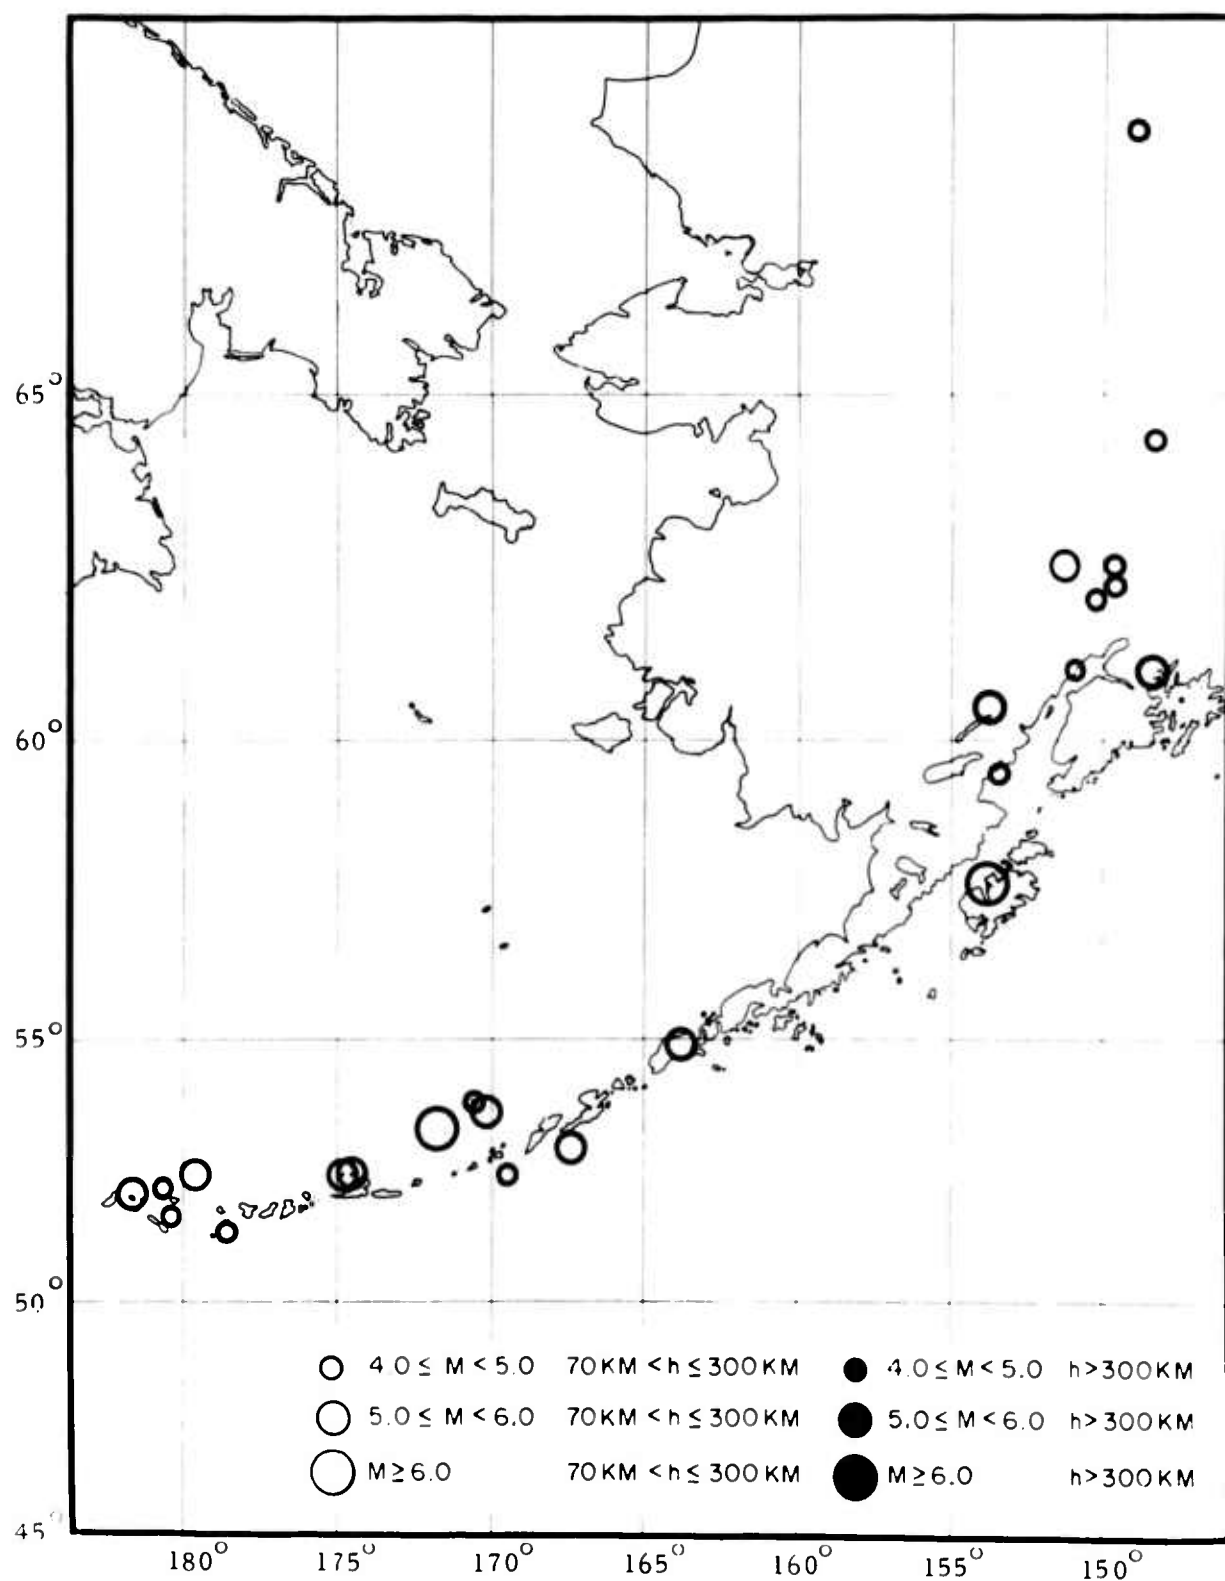 65°
60°
55°
50°
4.0 ≤ M < 5.0 70 KM < h ≤ 300 KM 4.0 ≤ M < 5.0 h > 300 KM
5.0 ≤ M < 6.0 70 KM < h ≤ 300 KM 5.0 ≤ M < 6.0 h > 300 KM
M ≥ 6.0 70 KM < h ≤ 300 KM M ≥ 6.0 h > 300 KM
45°
180° 175° 170° 165° 160° 155° 150°